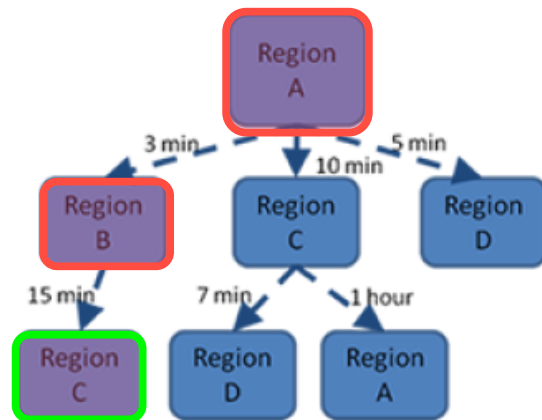 Region
A
3 min
10 min
5 min
Region
B
Region
C
Region
D
15 min
7 min
1 hour
Region
C
Region
D
Region
A